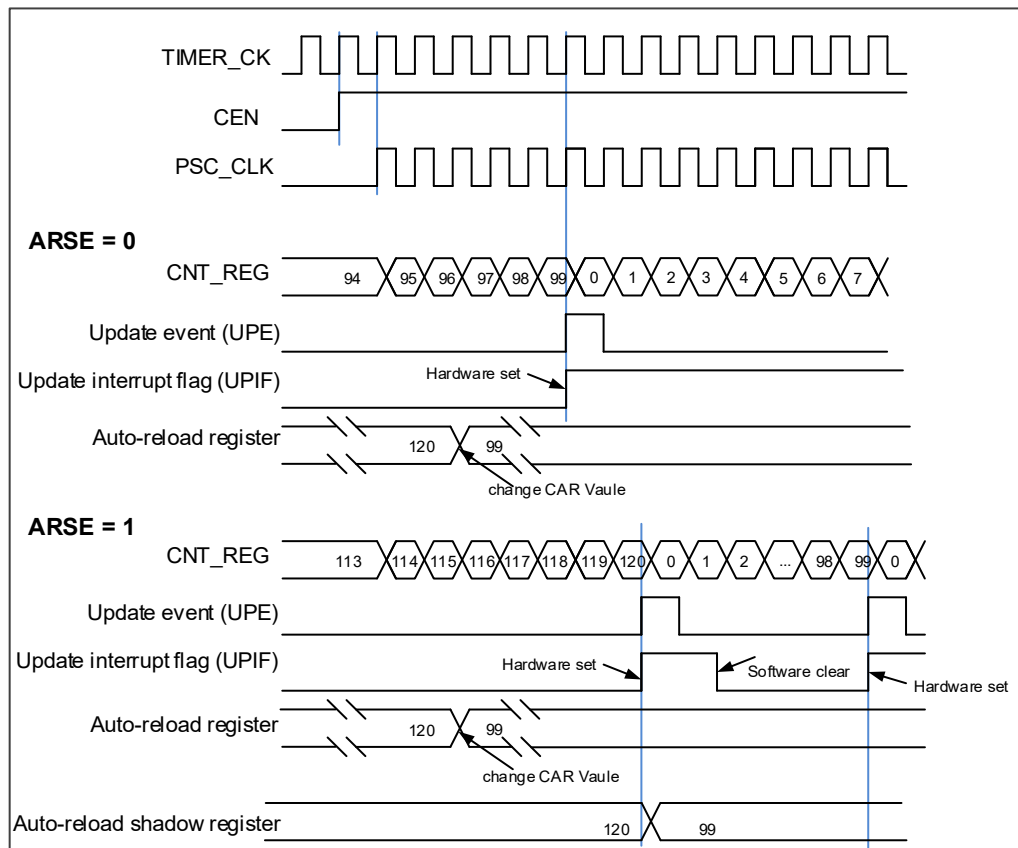 TIMER_CK
CEN
PSC_CLK
ARSE = 0
CNT_REG 94 95 96 97 98 99 0 1 2 3 4 5 6 7
Update event (UPE)
Update interrupt flag (UPIF) Hardware set
Auto-reload register 120 99
change CAR Vaule
ARSE = 1
CNT_REG 113 114 115 116 117 118 119 120 0 1 2 ... 98 99 0
Update event (UPE)
Update interrupt flag (UPIF) Hardware set Software clear Hardware set
Auto-reload register 120 99
change CAR Vaule
Auto-reload shadow register 120 99